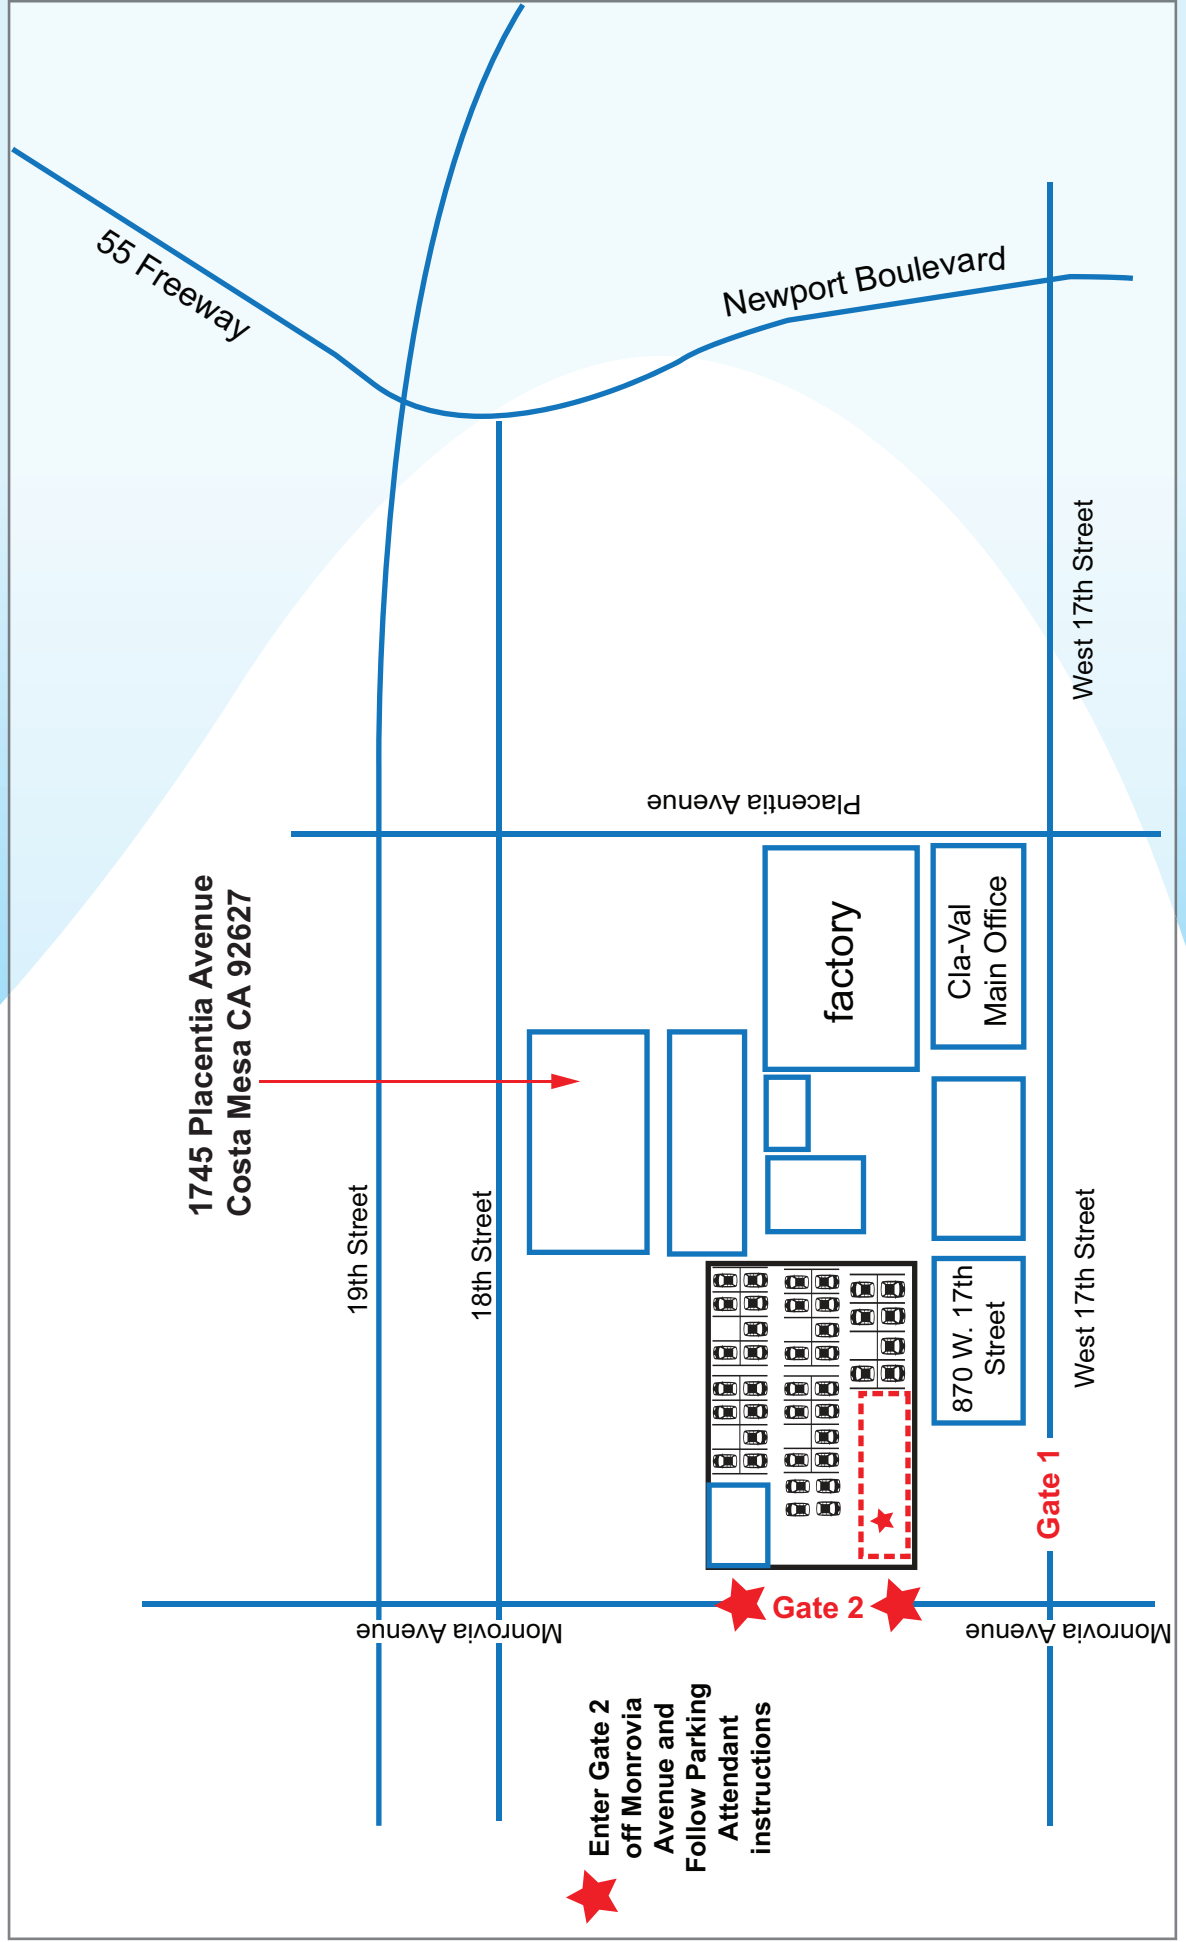 55 Freeway
Newport Boulevard
1745 Placentia Avenue
Costa Mesa CA 92627
19th Street
18th Street
Placentia Avenue
West 17th Street
factory
Cla-Val
Main Office
870 W. 17th
Street
West 17th Street
Gate 1
Gate 2
Monrovia Avenue
Monrovia Avenue
Enter Gate 2
off Monrovia
Avenue and
Follow Parking
Attendant
instructions